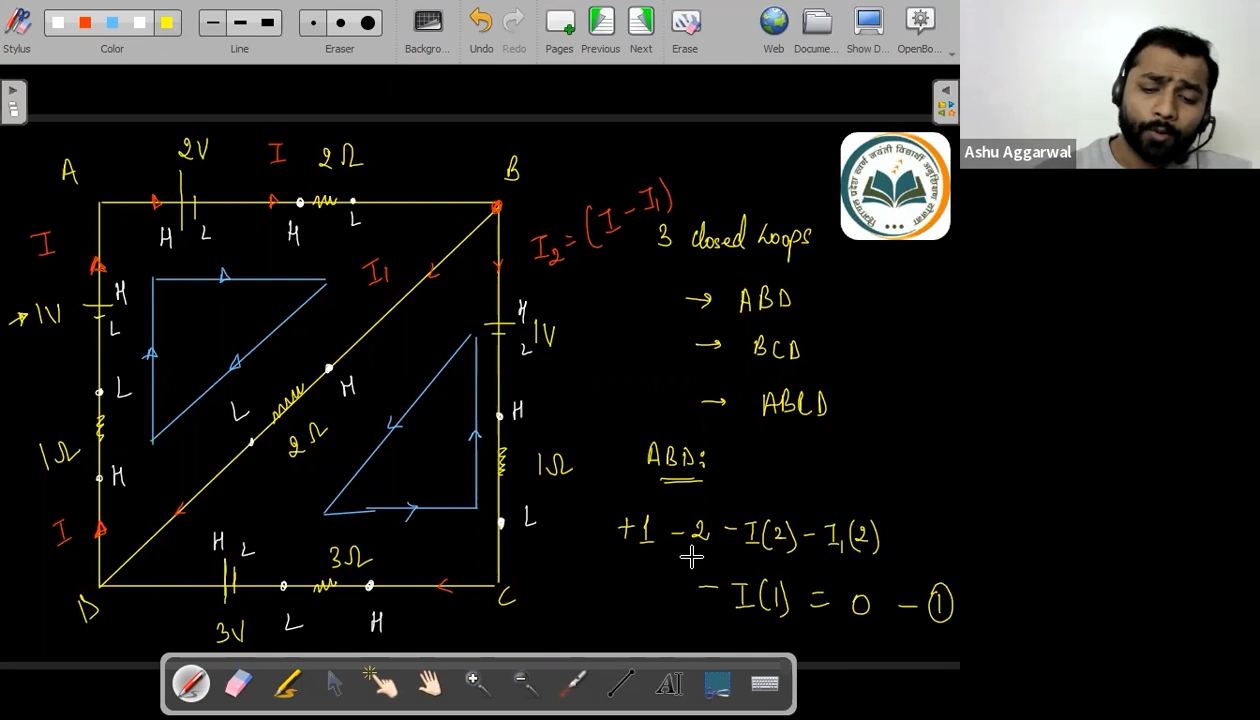 Stylus
Color
Line
Eraser
Backgro...
Undo
Redo
Pages
Previous
Next
Erase
Web
Docume...
Show D...
OpenBo...
Ashu Aggarwal
A
2V
I
2Ω
B
H
L
H
L
I
I₂ = (I - I₁)
3 closed loops
I₁
→ ABD
H
→ 1V
L
H
1V
L
→ BCD
L
H
→ ABCD
L
2Ω
H
1Ω
H
1Ω
ABD:
I
L
+1 - 2 - I(2) - I₁(2)
H
L
3Ω
- I(1) = 0 - ①
D
C
3V
L
H
AI